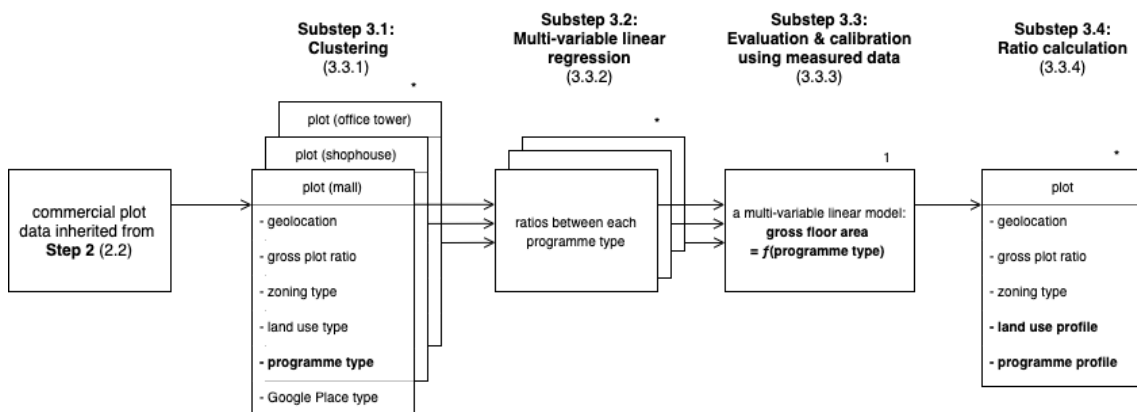 Substep 3.1:
Clustering
(3.3.1)
Substep 3.2:
Multi-variable linear
regression
(3.3.2)
Substep 3.3:
Evaluation & calibration
using measured data
(3.3.3)
Substep 3.4:
Ratio calculation
(3.3.4)
commercial plot
data inherited from
Step 2 (2.2)
*
plot (office tower)
plot (shophouse)
plot (mall)
- geolocation
- gross plot ratio
- zoning type
- land use type
- programme type
- Google Place type
*
ratios between each
programme type
1
a multi-variable linear model:
gross floor area
= ƒ(programme type)
*
plot
- geolocation
- gross plot ratio
- zoning type
- land use profile
- programme profile